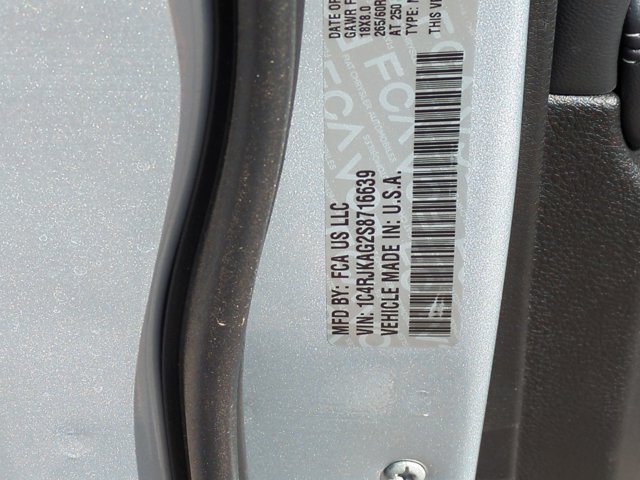 MFD BY: FCA US LLC
VIN: 1C4RJKAG2S8716639
VEHICLE MADE IN: U.S.A.
DATE OF
GAWR F
18X8.0
265/60R
AT 250
TYPE:
THIS VE
FCA